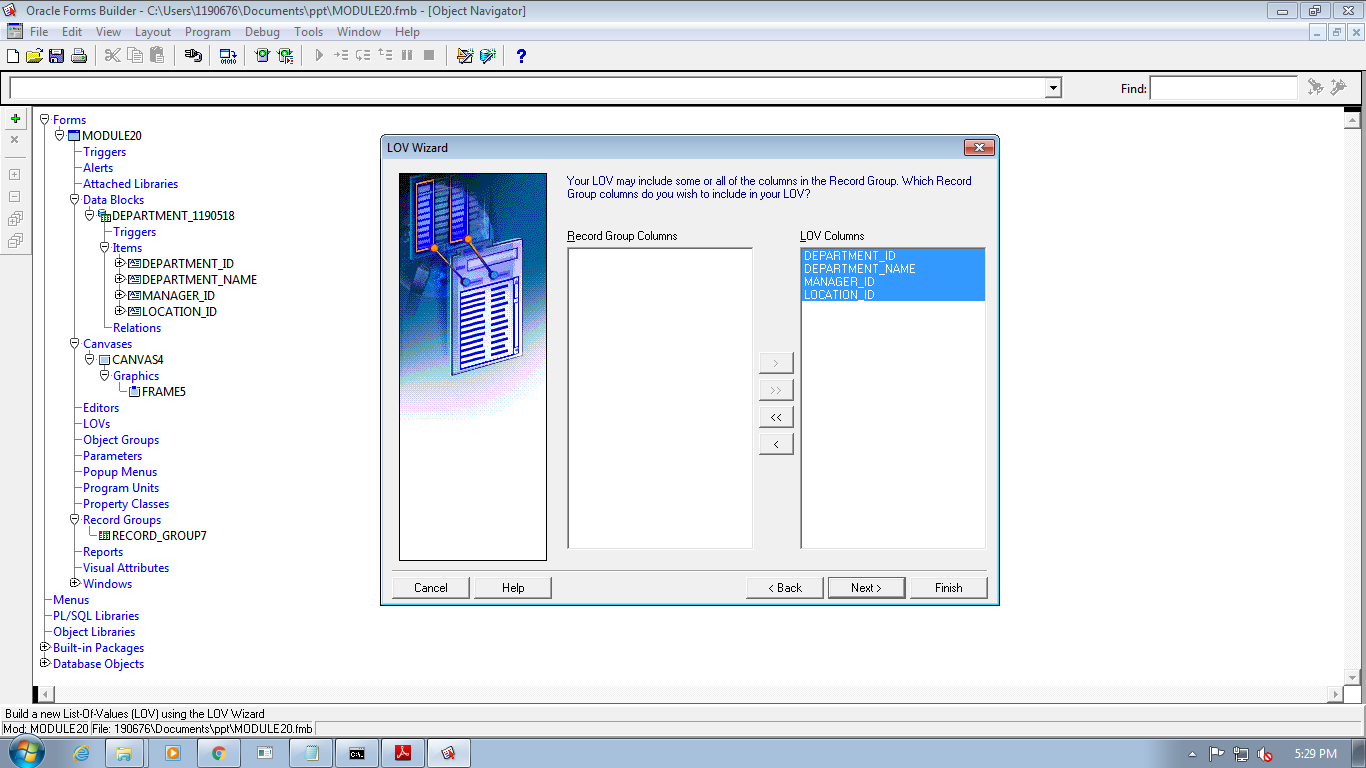 Oracle Forms Builder - C:\Users\1190676\Documents\ppt\MODULE20.fmb - [Object Navigator]
File Edit View Layout Program Debug Tools Window Help
Find:
Forms
MODULE20
Triggers
Alerts
Attached Libraries
Data Blocks
DEPARTMENT_1190518
Triggers
Items
DEPARTMENT_ID
DEPARTMENT_NAME
MANAGER_ID
LOCATION_ID
Relations
Canvases
CANVAS4
Graphics
FRAME5
Editors
LOVs
Object Groups
Parameters
Popup Menus
Program Units
Property Classes
Record Groups
RECORD_GROUP7
Reports
Visual Attributes
Windows
Menus
PL/SQL Libraries
Object Libraries
Built-in Packages
Database Objects
LOV Wizard
Your LOV may include some or all of the columns in the Record Group. Which Record
Group columns do you wish to include in your LOV?
Record Group Columns
LOV Columns
DEPARTMENT_ID
DEPARTMENT_NAME
MANAGER_ID
LOCATION_ID
>
>>
<<
<
Cancel Help < Back Next > Finish
Build a new List-Of-Values (LOV) using the LOV Wizard
Mod: MODULE20 File: 190676\Documents\ppt\MODULE20.fmb
5:29 PM